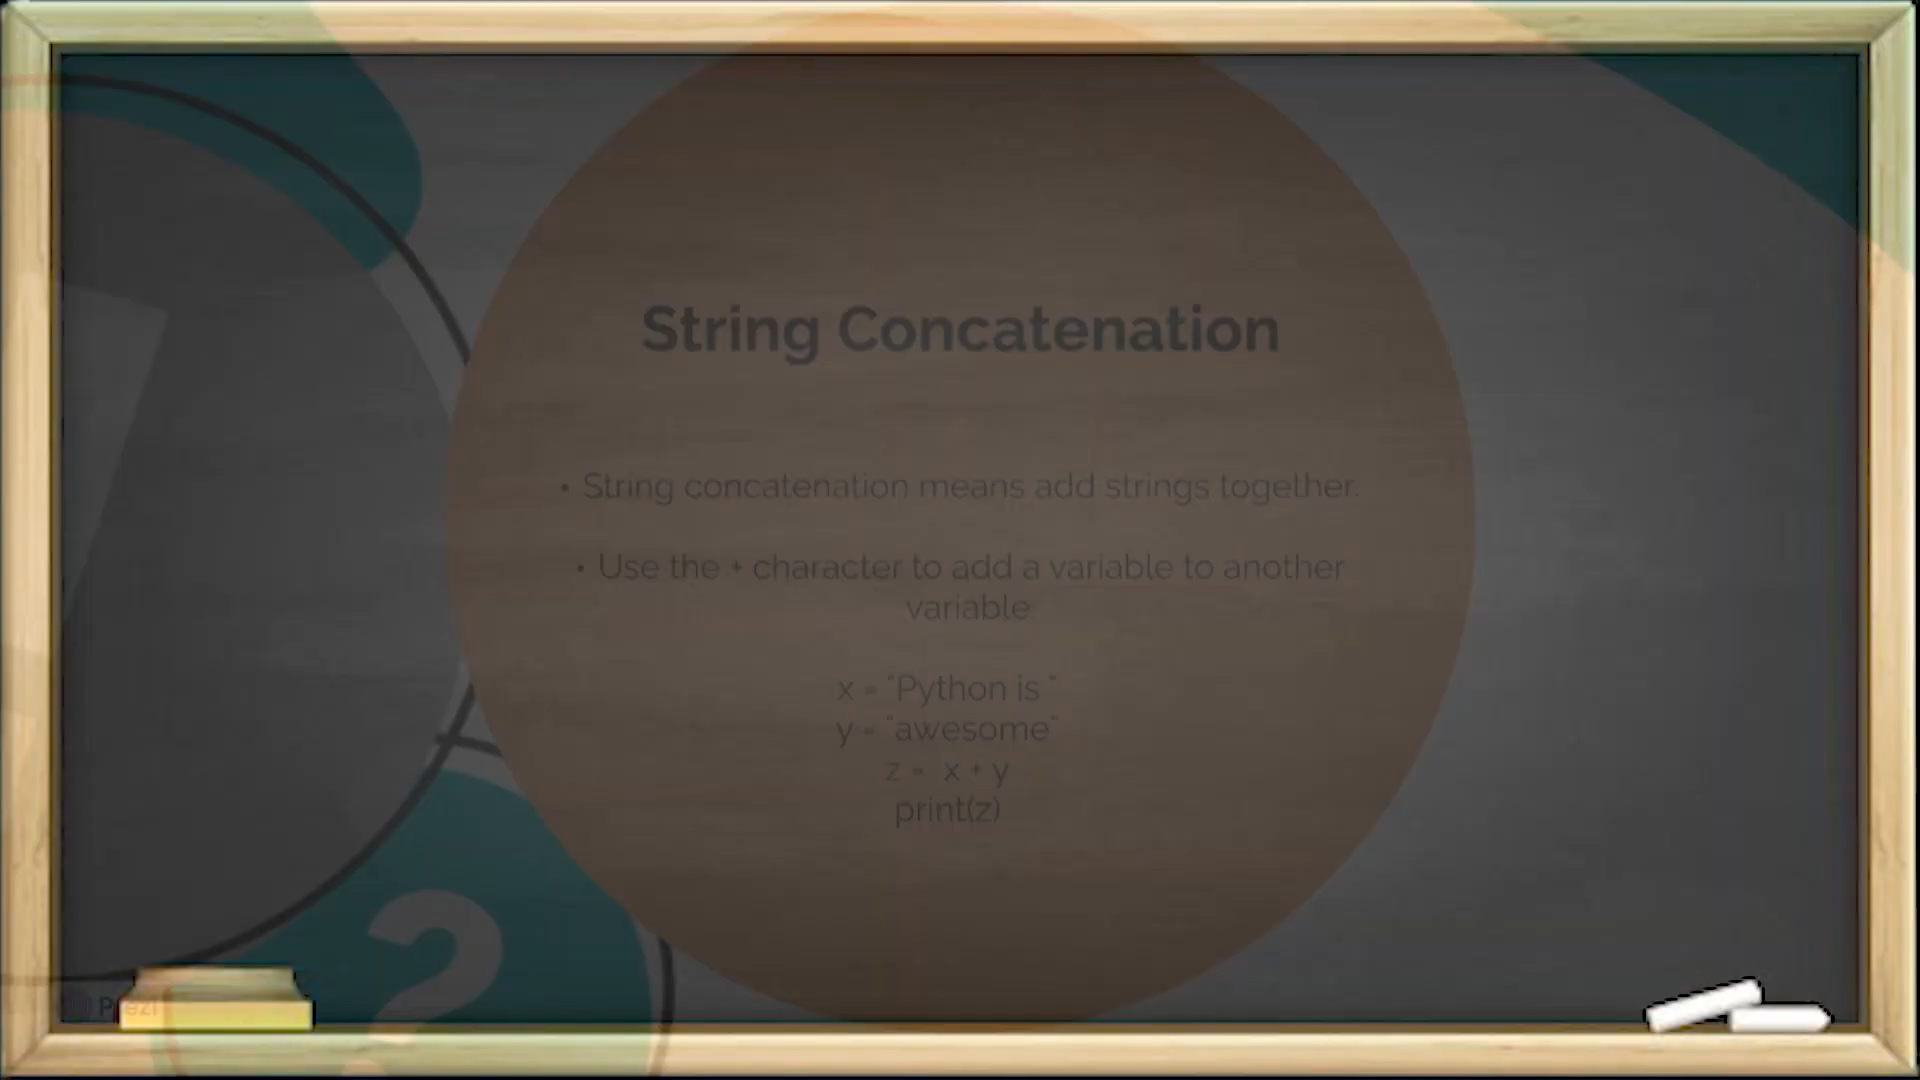 String Concatenation
• String concatenation means add strings together.
• Use the + character to add a variable to another
variable
x = "Python is "
y = "awesome"
z = x + y
print(z)
?
Prezi